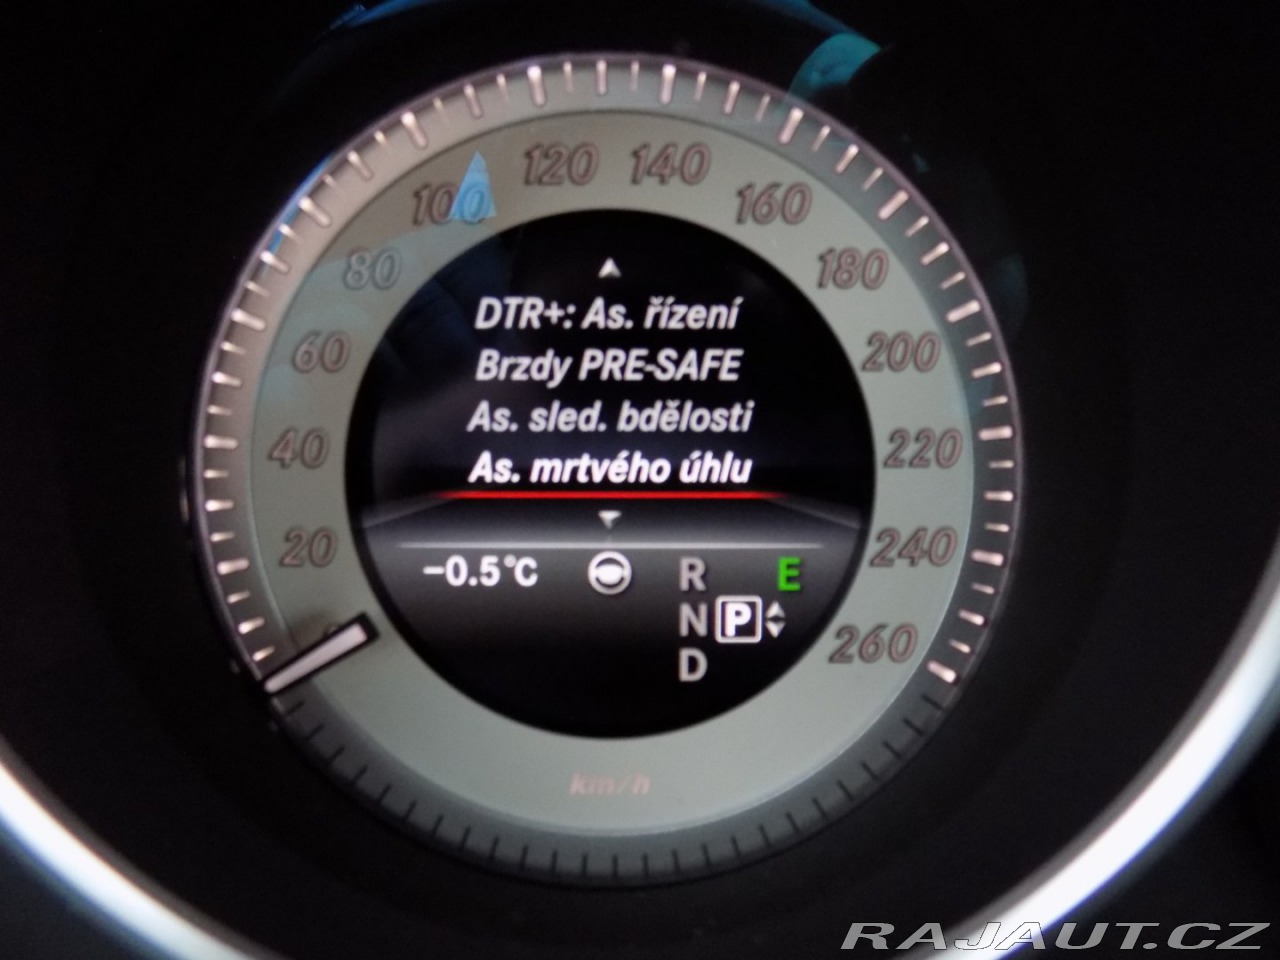 120 140
100 160
80 180
60 200
40 220
20 240
260
DTR+: As. řízení
Brzdy PRE-SAFE
As. sled. bdělosti
As. mrtvého úhlu
-0.5°C
R E
N P
D
km/h
RAJAUT.CZ